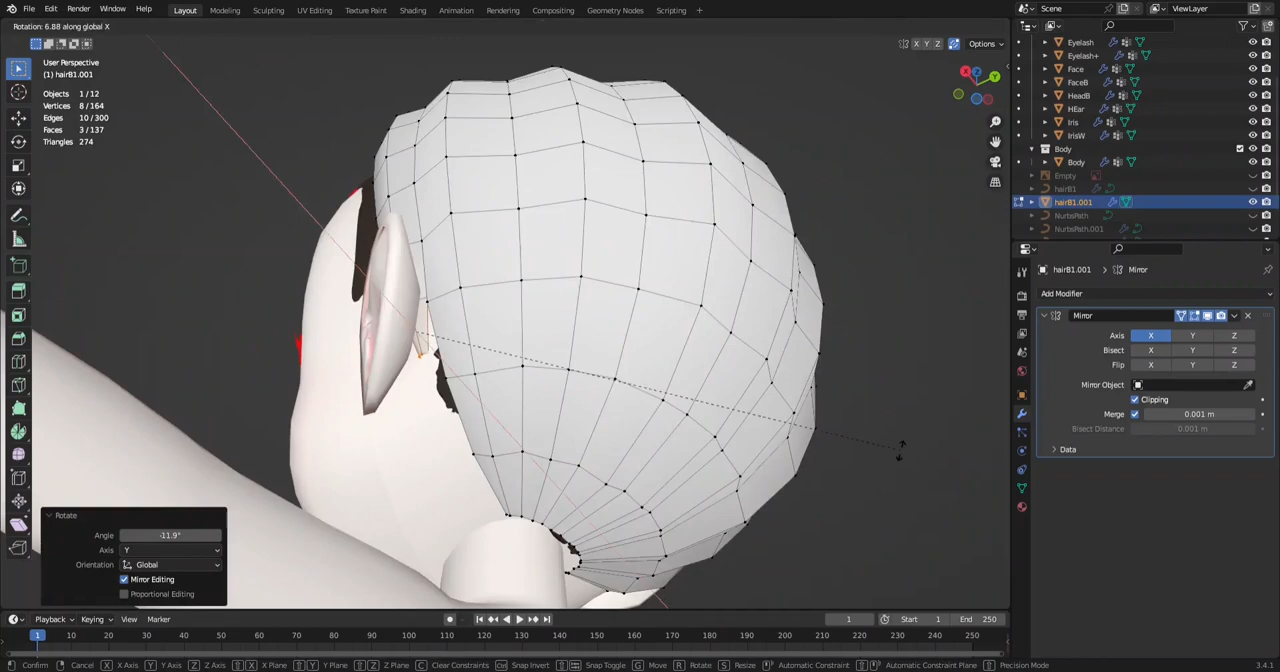 File Edit Render Window Help Layout Modeling Sculpting UV Editing Texture Paint Shading Animation Rendering Compositing Geometry Nodes Scripting + Scene ViewLayer
Rotation: 6.88 along global X
X Y Z Options
User Perspective
(1) hairB1.001
Objects 1/12
Vertices 8 / 164
Edges 10 / 300
Faces 3/137
Triangles 274
X Y Z
Eyelash
Eyelash+
Face
FaceB
HeadB
HEar
Iris
IrisW
Body
Body
Empty
hairB1
hairB1.001
NurbsPath
NurbsPath.001
hairB1.001 > Mirror
Add Modifier
Mirror
Axis X Y Z
Bisect X Y Z
Flip X Y Z
Mirror Object
Clipping
Merge 0.001 m
Bisect Distance 0.001 m
Data
Rotate
Angle -11.9°
Axis Y
Orientation Global
Mirror Editing
Proportional Editing
Playback Keying View Marker 1 Start 1 End 250
1 10 20 30 40 50 60 70 80 90 100 110 120 130 140 150 160 170 180 190 200 210 220 230 240 250
Confirm Cancel X X Axis Y Y Axis Z Z Axis X X Plane Y Y Plane Z Z Plane C Clear Constraints Ctrl Snap Invert Snap Toggle G Move R Rotate S Resize Automatic Constraint Automatic Constraint Plane Precision Mode 3.4.1